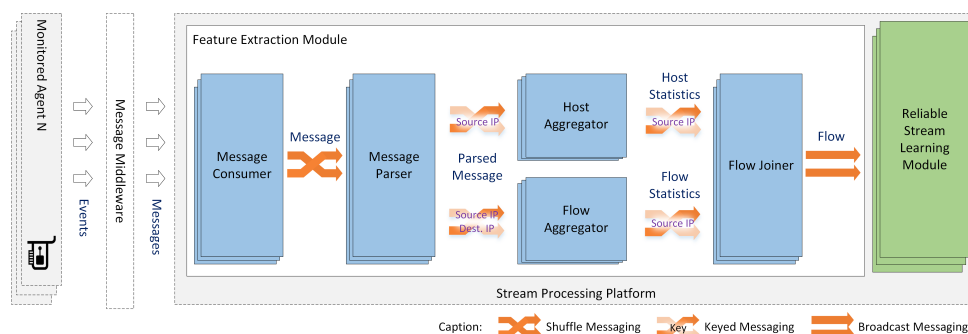 Monitored Agent N
Events
Message Middleware
Messages
Feature Extraction Module
Message
Consumer
Message
Message
Parser
Source IP
Parsed
Message
Source IP
Dest. IP
Host
Aggregator
Flow
Aggregator
Host
Statistics
Source IP
Flow
Statistics
Source IP
Flow Joiner
Flow
Reliable
Stream
Learning
Module
Stream Processing Platform
Caption:
Shuffle Messaging
Key
Keyed Messaging
Broadcast Messaging